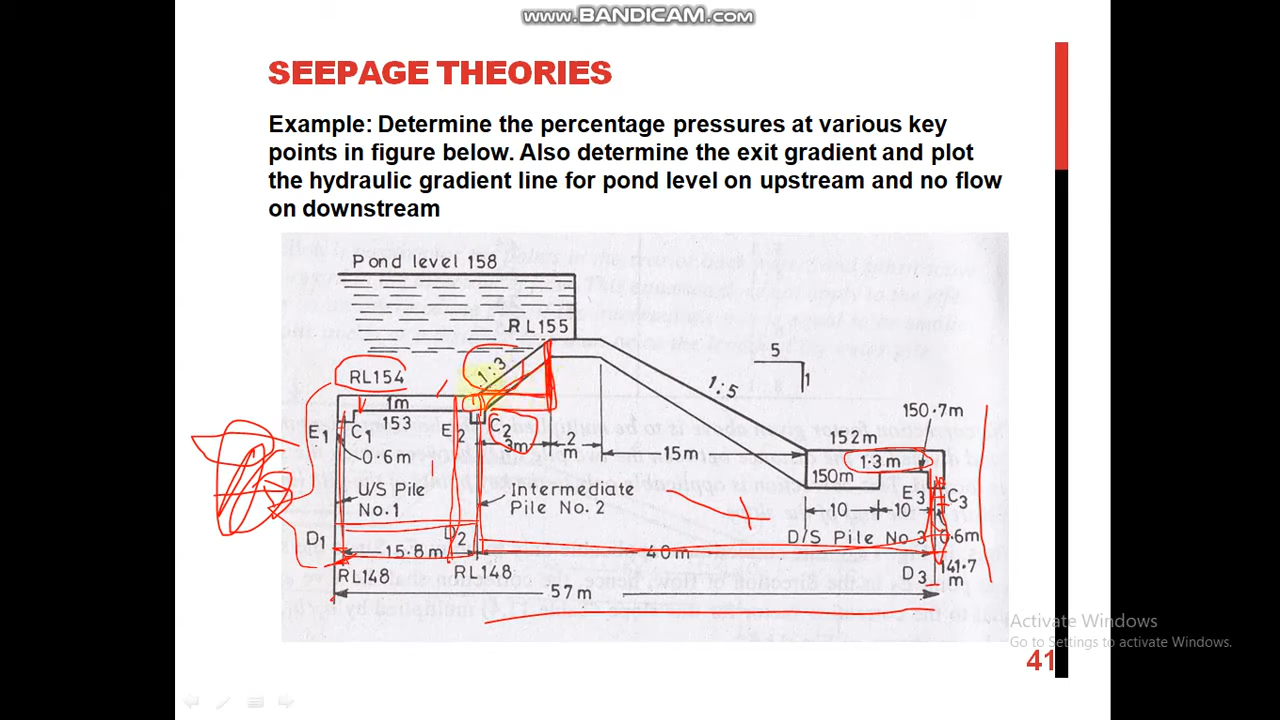 www.BANDICAM.com
SEEPAGE THEORIES
Example: Determine the percentage pressures at various key
points in figure below. Also determine the exit gradient and plot
the hydraulic gradient line for pond level on upstream and no flow
on downstream
Pond level 158
RL155
1:3
5
1
1:5
RL154
1m
153
150.7m
152m
1.3m
150m
E1
C1
E2
C2
3m
2
m
15m
0.6m
E3
C3
U/S Pile
No.1
Intermediate
Pile No.2
10
10
D1
D2
D/S Pile No.3
0.6m
15.8m
40m
RL148
RL148
D3
141.7
m
57m
Activate Windows
Go to Settings to activate Windows.
41